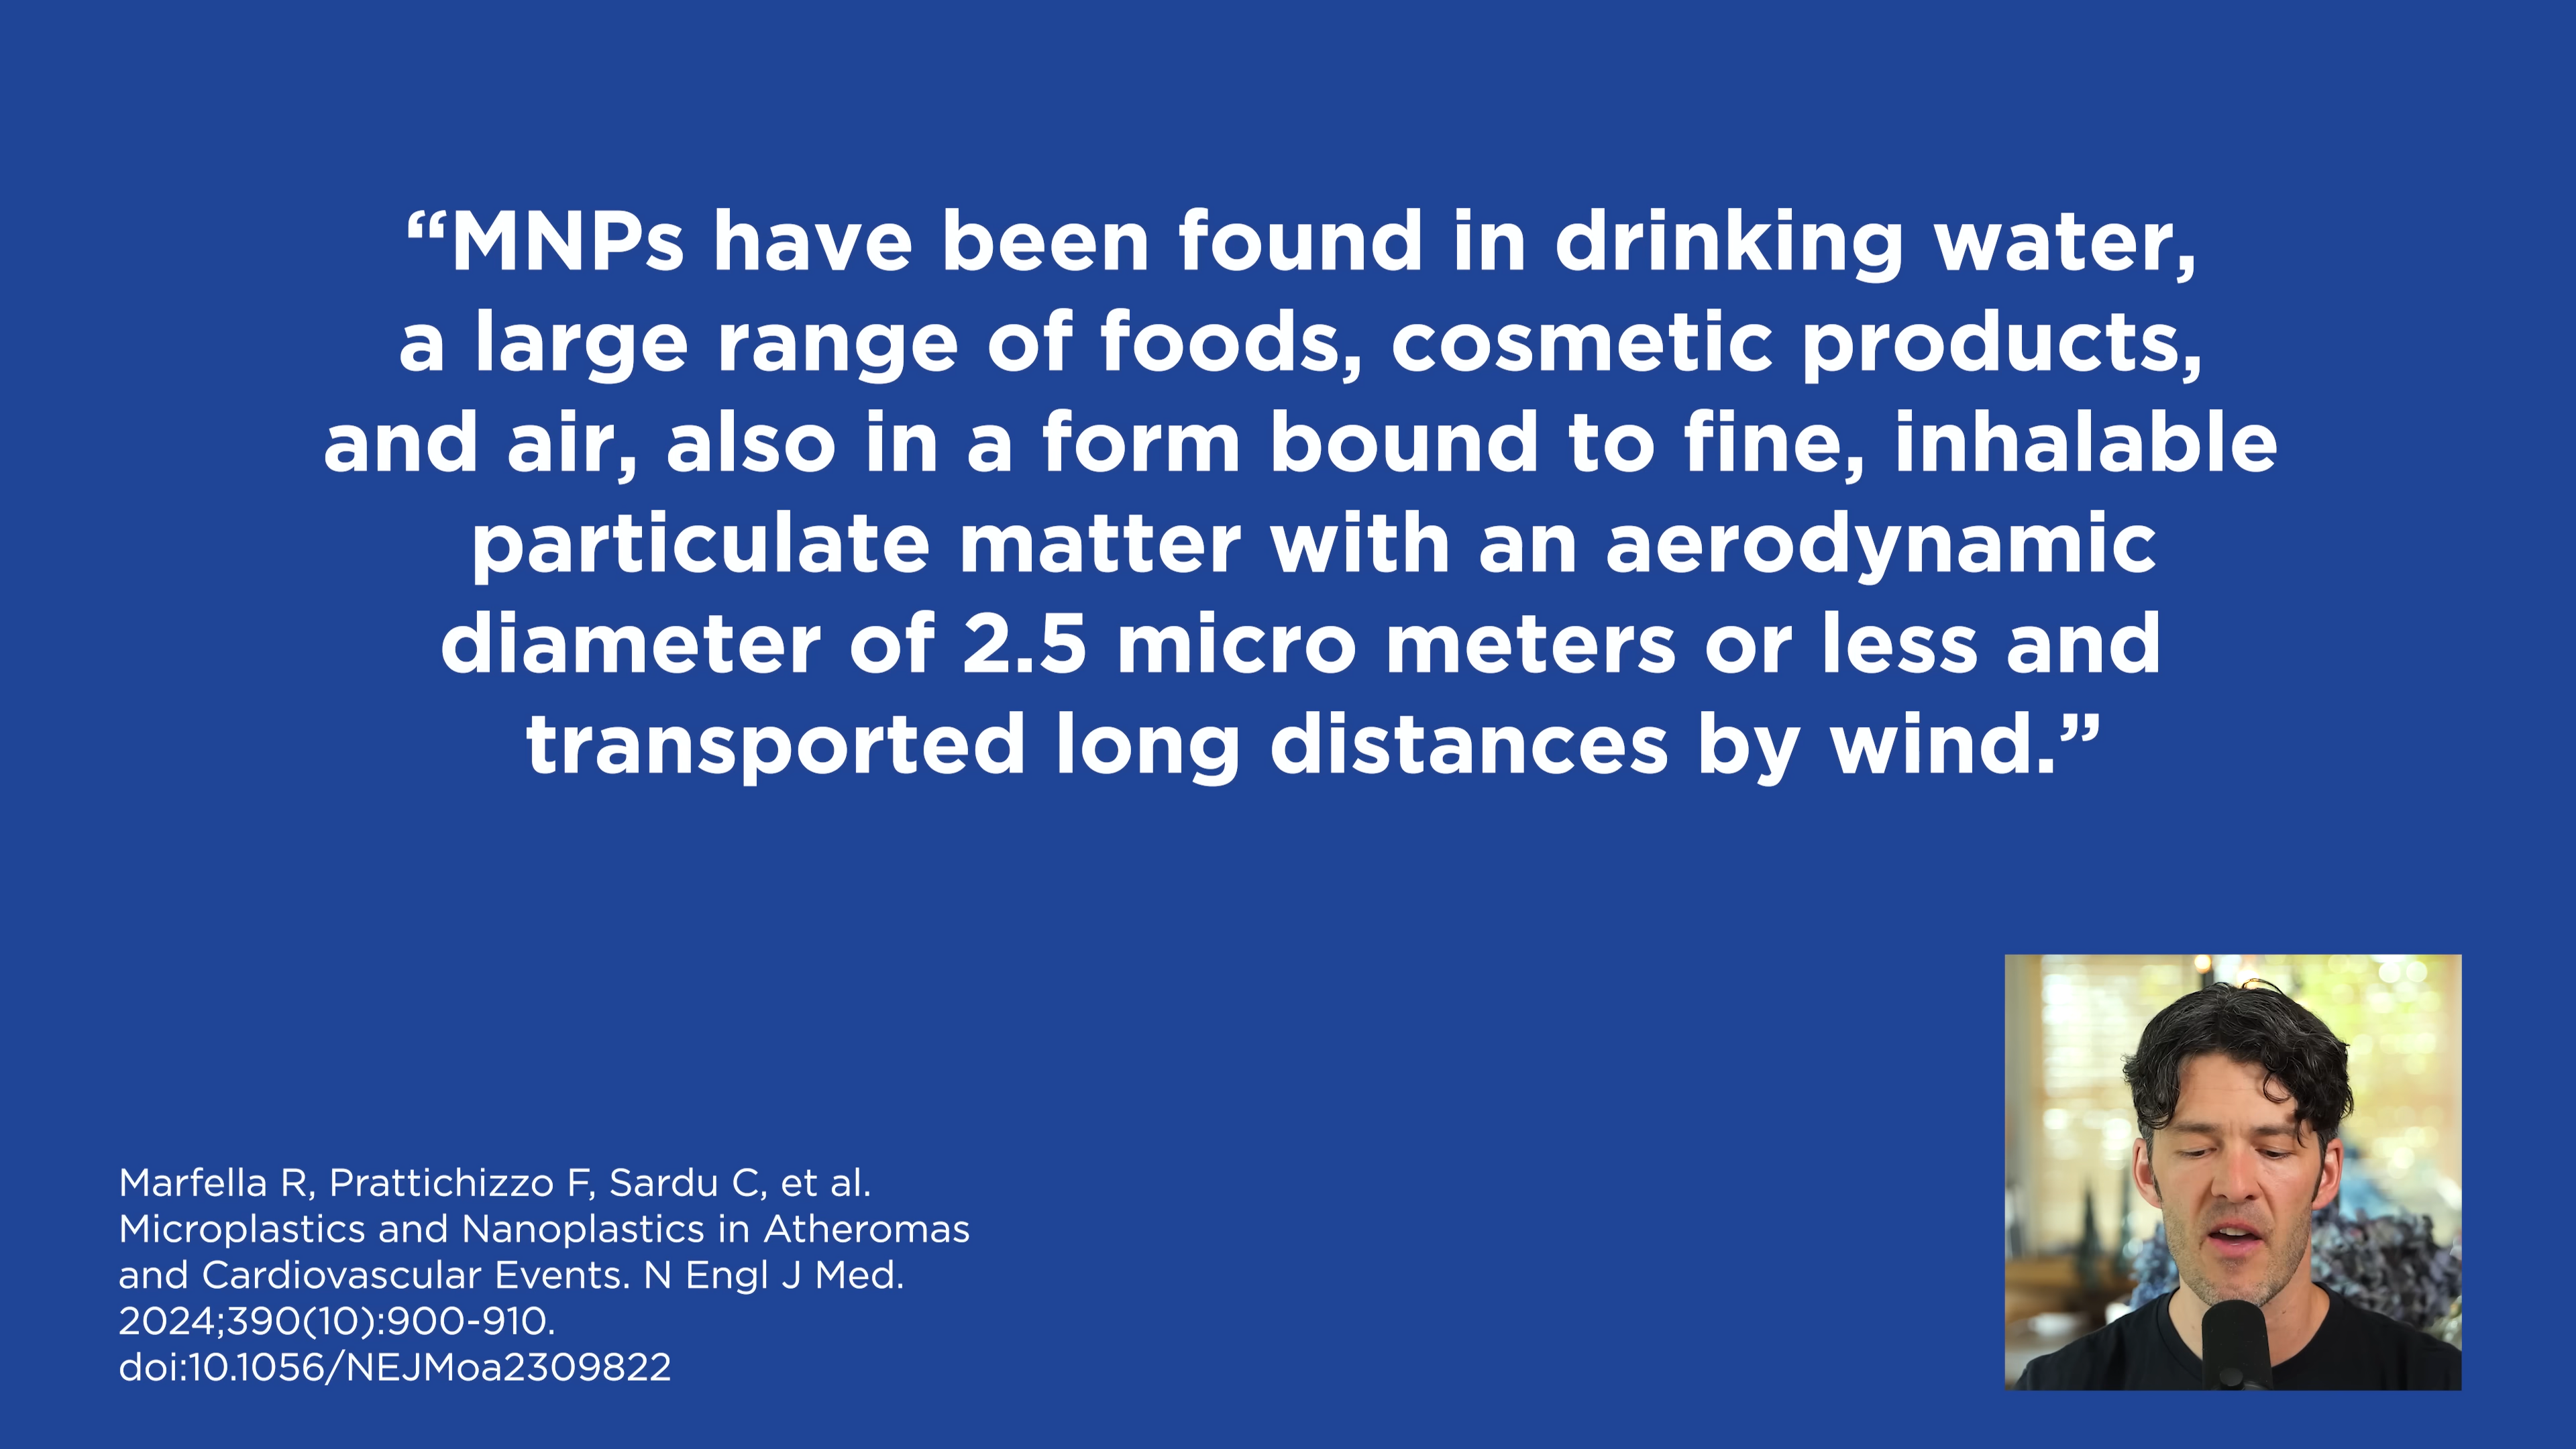 “MNPs have been found in drinking water,
a large range of foods, cosmetic products,
and air, also in a form bound to fine, inhalable
particulate matter with an aerodynamic
diameter of 2.5 micro meters or less and
transported long distances by wind.”
Marfella R, Prattichizzo F, Sardu C, et al.
Microplastics and Nanoplastics in Atheromas
and Cardiovascular Events. N Engl J Med.
2024;390(10):900-910.
doi:10.1056/NEJMoa2309822